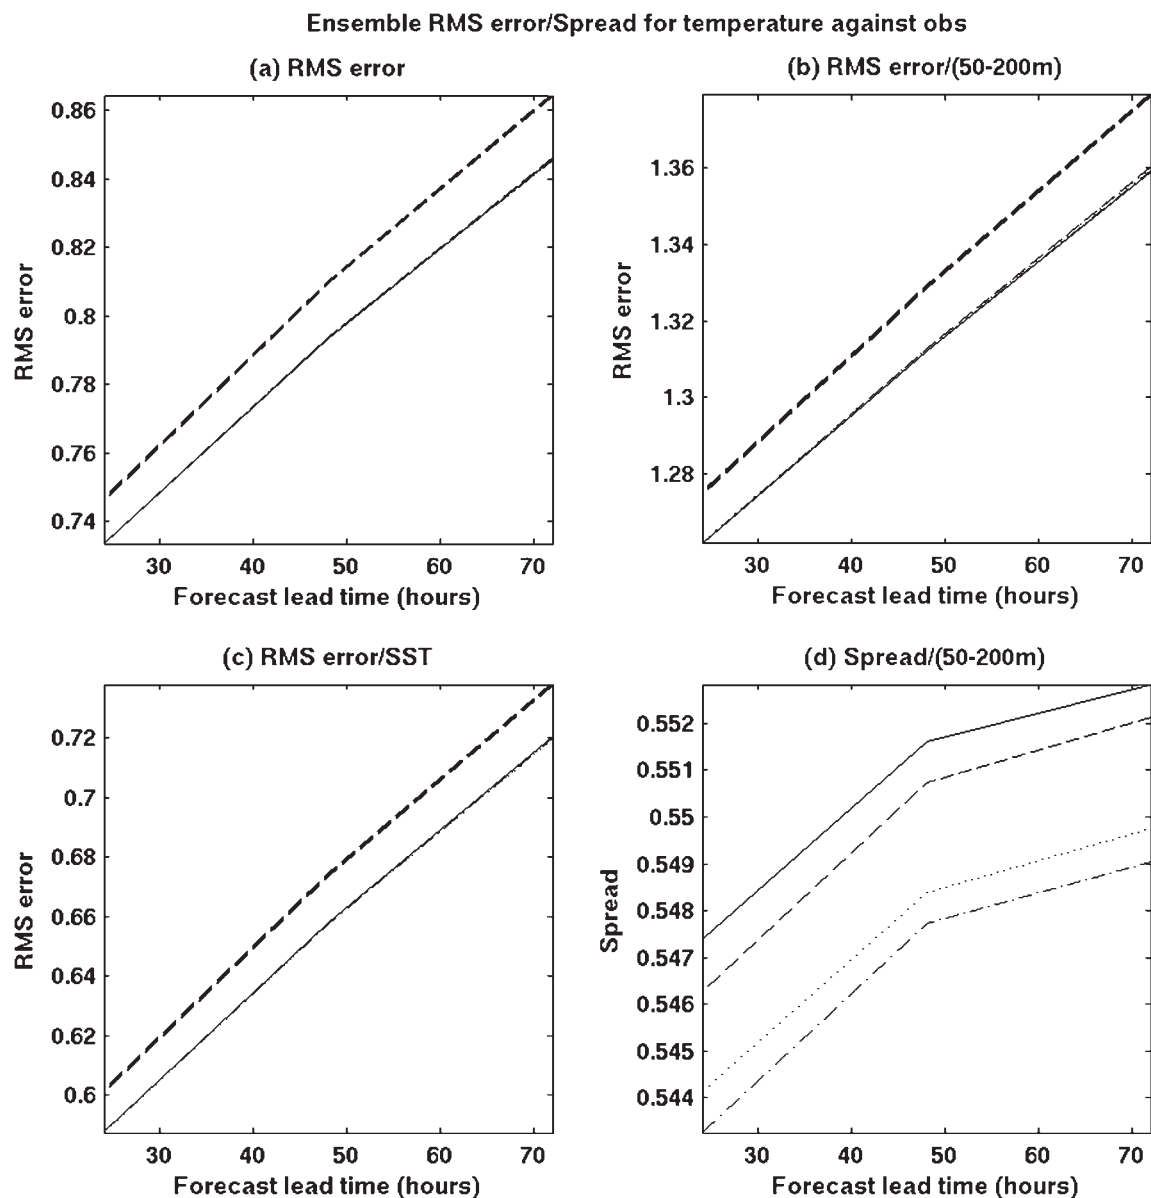 Ensemble RMS error/Spread for temperature against obs
(a) RMS error
0.86
0.84
0.82
0.8
0.78
0.76
0.74
RMS error
30 40 50 60 70
Forecast lead time (hours)
(b) RMS error/(50-200m)
1.36
1.34
1.32
1.3
1.28
RMS error
30 40 50 60 70
Forecast lead time (hours)
(c) RMS error/SST
0.72
0.7
0.68
0.66
0.64
0.62
0.6
RMS error
30 40 50 60 70
Forecast lead time (hours)
(d) Spread/(50-200m)
0.552
0.551
0.55
0.549
0.548
0.547
0.546
0.545
0.544
Spread
30 40 50 60 70
Forecast lead time (hours)